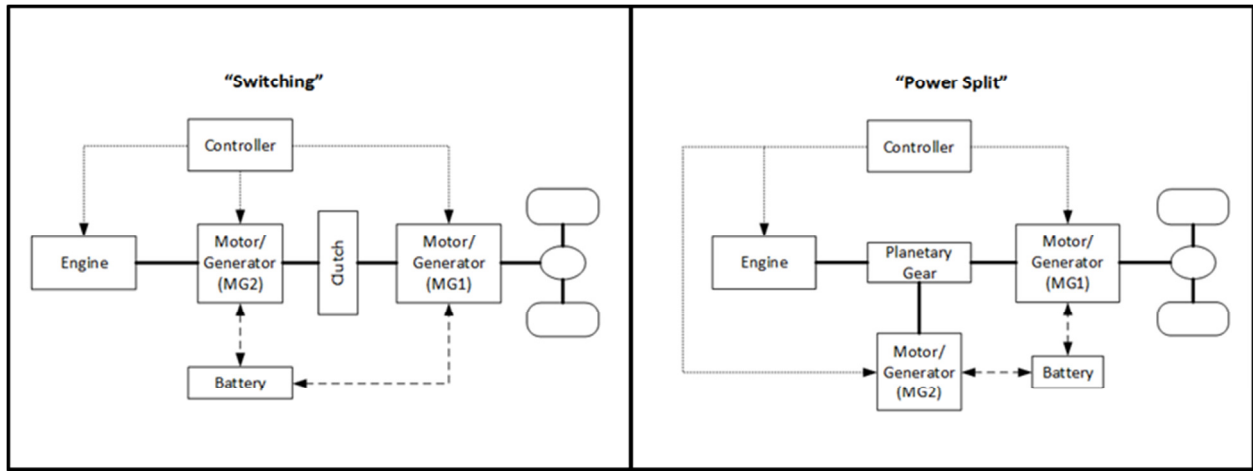 “Switching”
Controller
Engine
Motor/
Generator
(MG2)
Clutch
Motor/
Generator
(MG1)
Battery
“Power Split”
Controller
Engine
Planetary
Gear
Motor/
Generator
(MG1)
Motor/
Generator
(MG2)
Battery